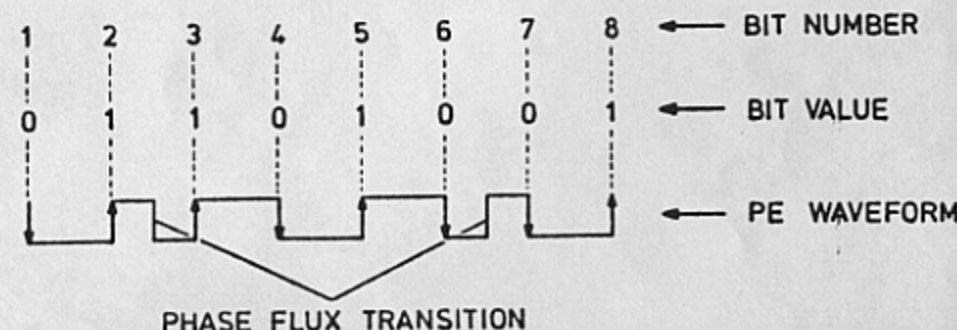 1 2 3 4 5 6 7 8 BIT NUMBER
0 1 1 0 1 0 0 1 BIT VALUE
PE WAVEFORM
PHASE FLUX TRANSITION